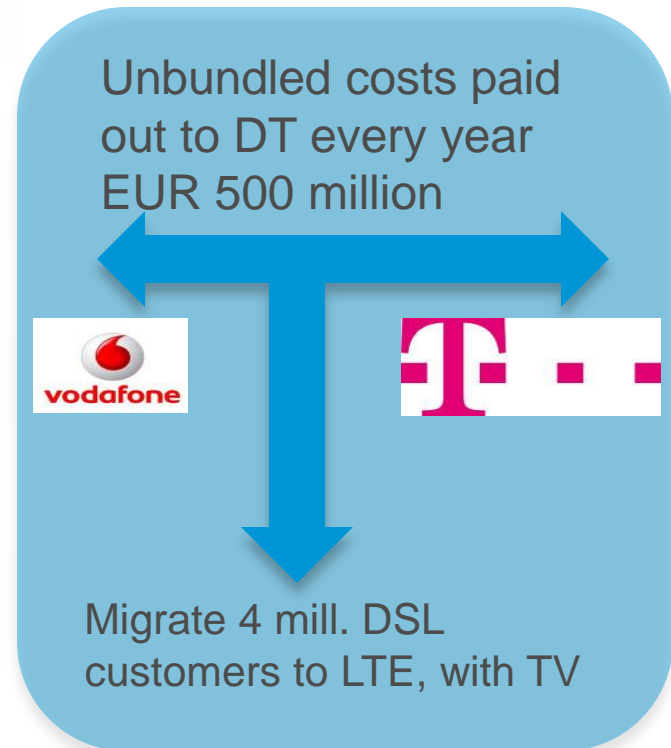 Unbundled costs paid
out to DT every year
EUR 500 million
vodafone
T
Migrate 4 mill. DSL
customers to LTE, with TV